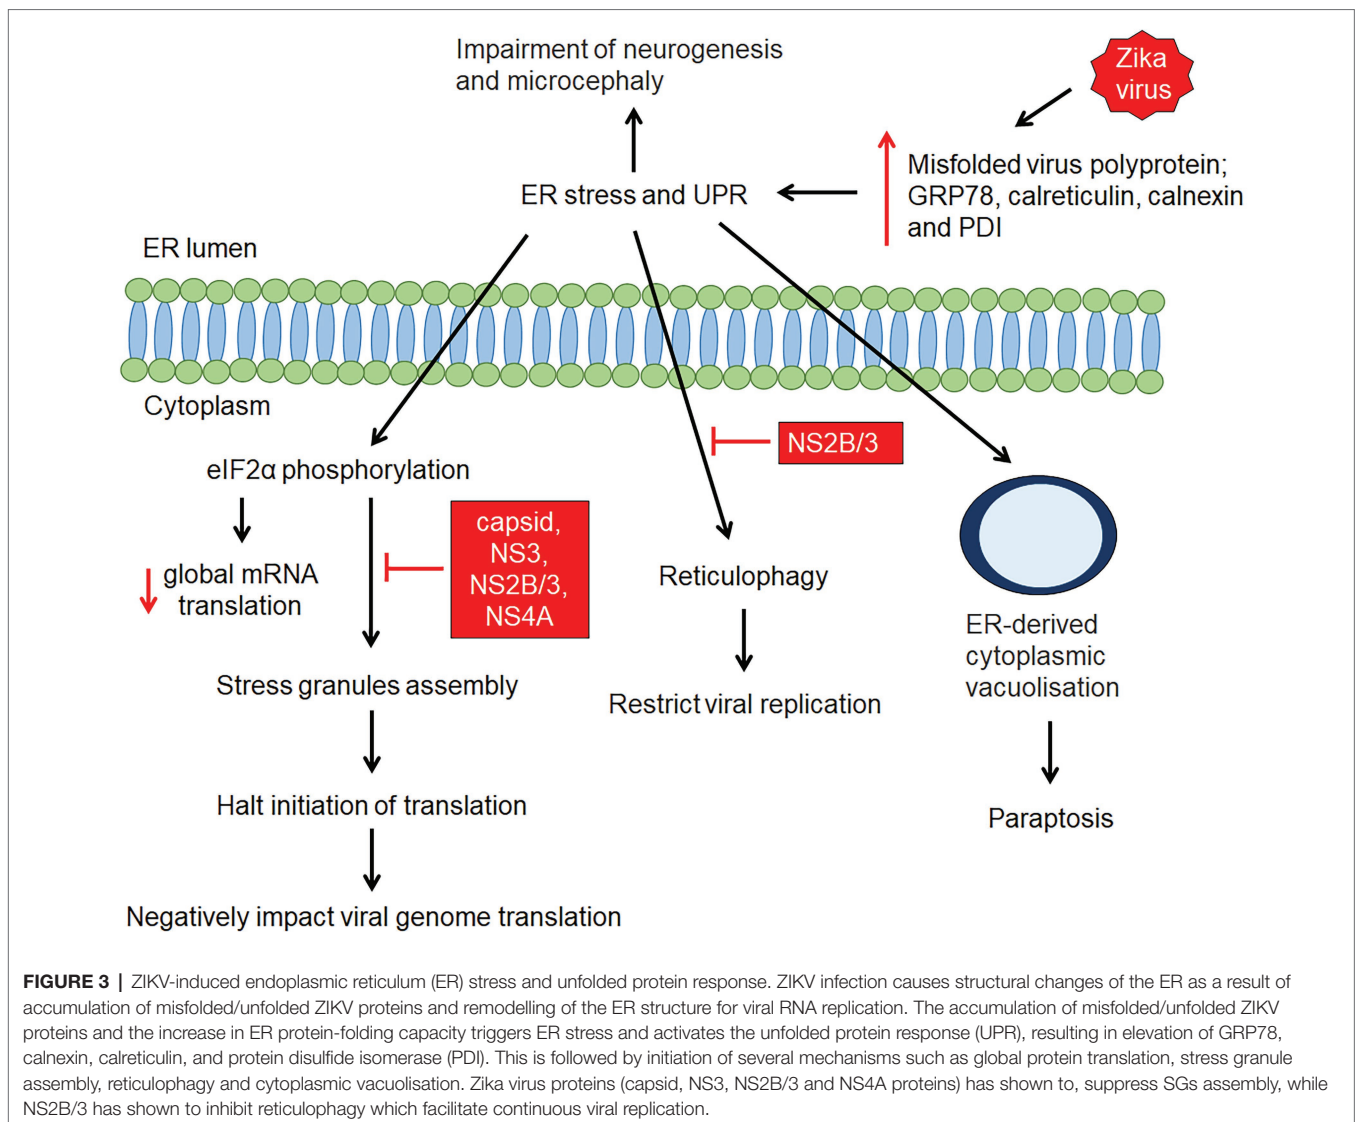 Impairment of neurogenesis
and microcephaly
Zika
virus
Misfolded virus polyprotein;
GRP78, calreticulin, calnexin
and PDI
ER stress and UPR
ER lumen
Cytoplasm
eIF2α phosphorylation
NS2B/3
capsid,
NS3,
NS2B/3,
NS4A
global mRNA
translation
Reticulophagy
ER-derived
cytoplasmic
vacuolisation
Stress granules assembly
Restrict viral replication
Halt initiation of translation
Paraptosis
Negatively impact viral genome translation
FIGURE 3 | ZIKV-induced endoplasmic reticulum (ER) stress and unfolded protein response. ZIKV infection causes structural changes of the ER as a result of
accumulation of misfolded/unfolded ZIKV proteins and remodelling of the ER structure for viral RNA replication. The accumulation of misfolded/unfolded ZIKV
proteins and the increase in ER protein-folding capacity triggers ER stress and activates the unfolded protein response (UPR), resulting in elevation of GRP78,
calnexin, calreticulin, and protein disulfide isomerase (PDI). This is followed by initiation of several mechanisms such as global protein translation, stress granule
assembly, reticulophagy and cytoplasmic vacuolisation. Zika virus proteins (capsid, NS3, NS2B/3 and NS4A proteins) has shown to, suppress SGs assembly, while
NS2B/3 has shown to inhibit reticulophagy which facilitate continuous viral replication.